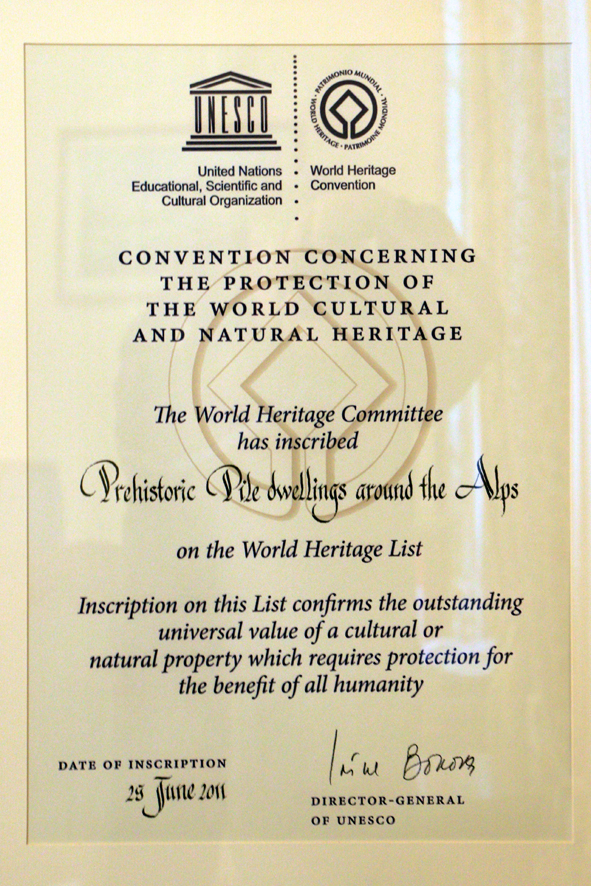 UNESCO
PATRIMONIO MUNDIAL • WORLD HERITAGE • PATRIMOINE MONDIAL •
United Nations
Educational, Scientific and
Cultural Organization
World Heritage
Convention
CONVENTION CONCERNING
THE PROTECTION OF
THE WORLD CULTURAL
AND NATURAL HERITAGE
The World Heritage Committee
has inscribed
Prehistoric Pile dwellings around the Alps
on the World Heritage List
Inscription on this List confirms the outstanding
universal value of a cultural or
natural property which requires protection for
the benefit of all humanity
DATE OF INSCRIPTION
June 2011
Irina Bokova
DIRECTOR-GENERAL
OF UNESCO